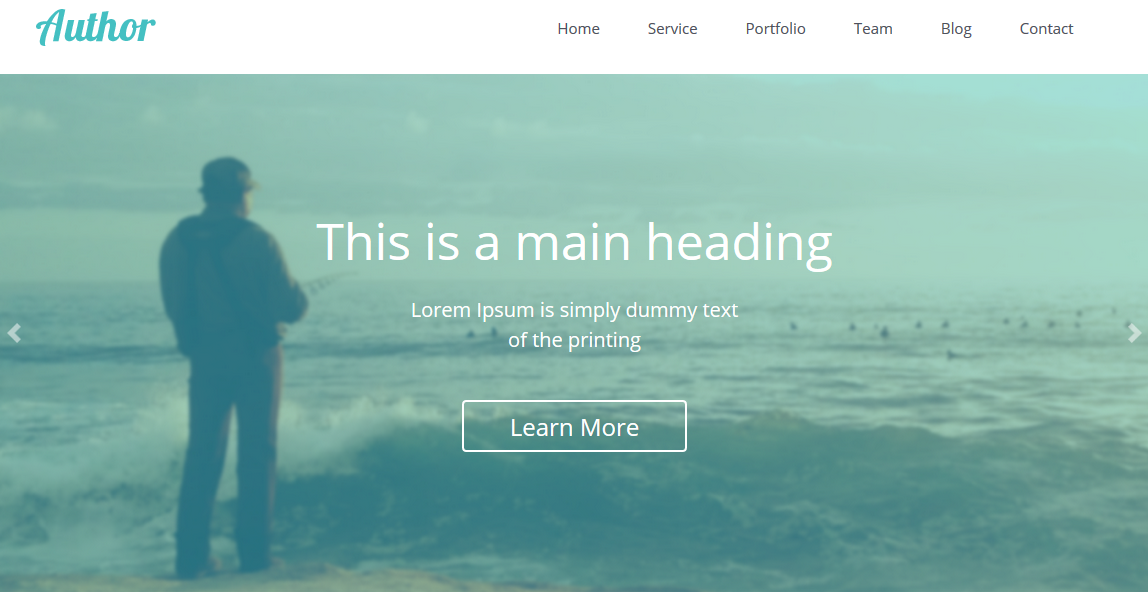 Author
Home Service Portfolio Team Blog Contact
This is a main heading
Lorem Ipsum is simply dummy text
of the printing
Learn More